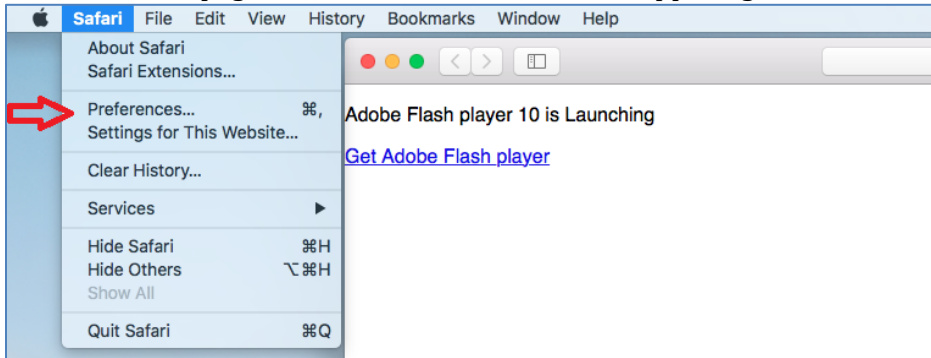 Safari File Edit View History Bookmarks Window Help
About Safari
Safari Extensions...
Preferences... ⌘,
Settings for This Website...
Clear History...
Services ▶
Hide Safari ⌘H
Hide Others ⌥⌘H
Show All
Quit Safari ⌘Q
Adobe Flash player 10 is Launching
Get Adobe Flash player